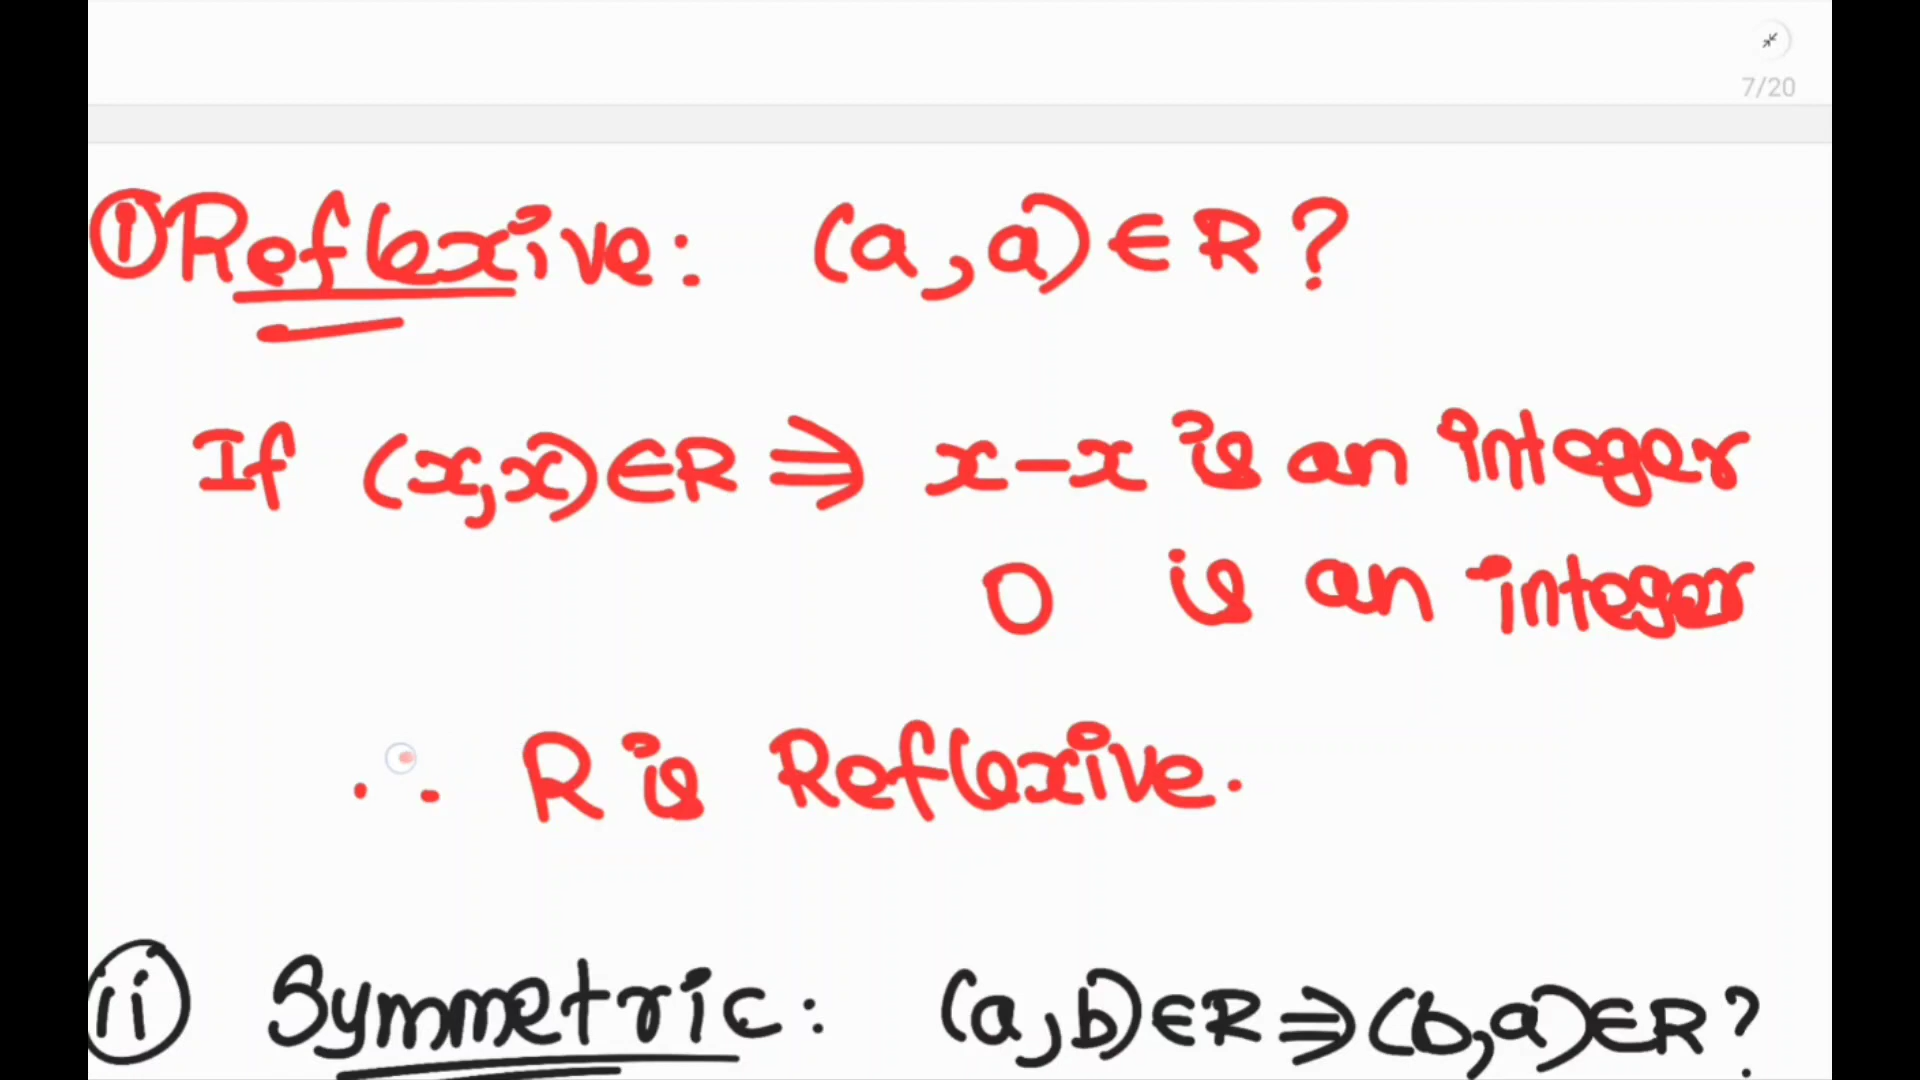 7/20
(i) Reflexive: (a,a)∈R?
If (x,x)∈R ⇒ x-x is an integer
0 is an integer
∴ R is Reflexive.
(ii) Symmetric: (a,b)∈R⇒(b,a)∈R?